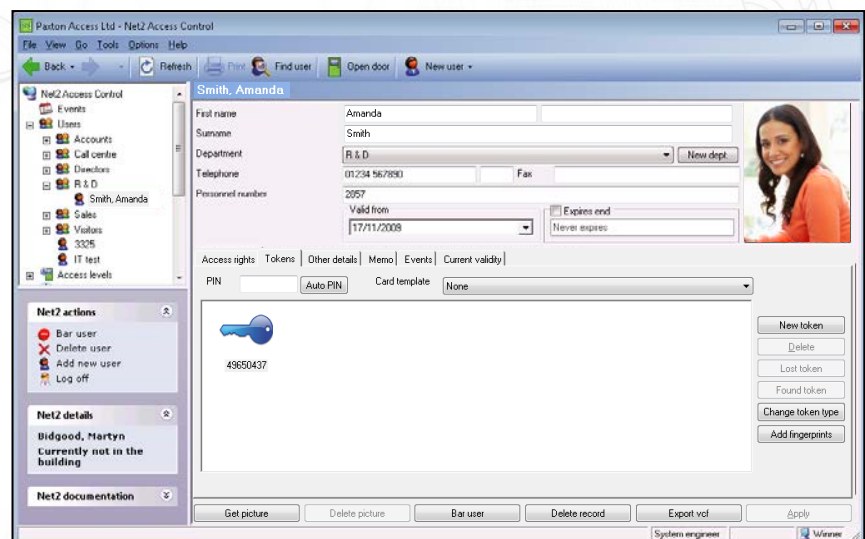 Paxton Access Ltd - Net2 Access Control
File View Go Tools Options Help
Back Refresh Print Find user Open door New user
Net2 Access Control
Events
Users
Accounts
Call centre
Directors
R & D
Smith, Amanda
Sales
Visitors
3325
IT test
Access levels
Net2 actions
Bar user
Delete user
Add new user
Log off
Net2 details
Bidgood, Martyn
Currently not in the
building
Net2 documentation
Smith, Amanda
First name Amanda
Surname Smith
Department R & D New dept.
Telephone 01234 567890 Fax
Personnel number 2857
Valid from Expires end
17/11/2009 Never expires
Access rights Tokens Other details Memo Events Current validity
PIN Auto PIN Card template None
49650437
New token
Delete
Lost token
Found token
Change token type
Add fingerprints
Get picture Delete picture Bar user Delete record Export vcf Apply
System engineer Winner